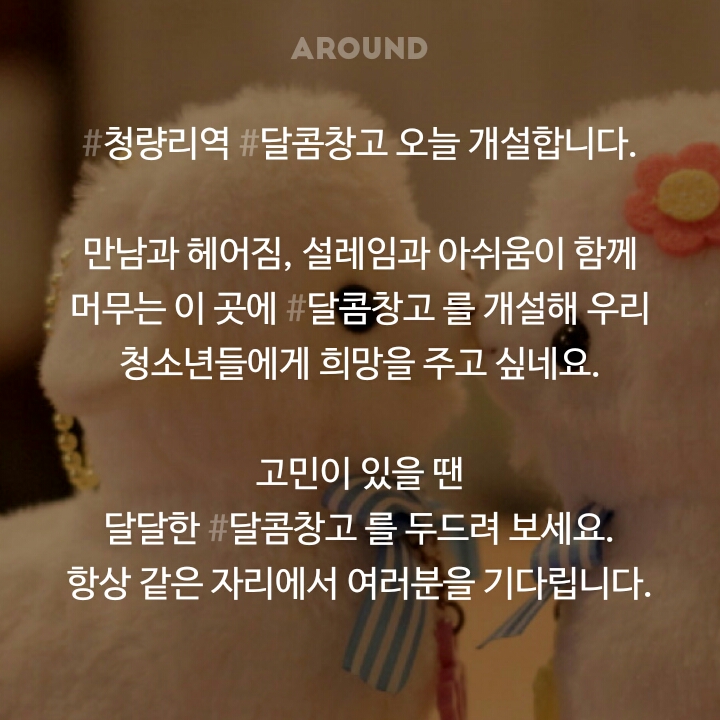 AROUND
#청량리역 #달콤창고 오늘 개설합니다.
만남과 헤어짐, 설레임과 아쉬움이 함께
머무는 이 곳에 #달콤창고 를 개설해 우리
청소년들에게 희망을 주고 싶네요.
고민이 있을 땐
달달한 #달콤창고 를 두드려 보세요.
항상 같은 자리에서 여러분을 기다립니다.